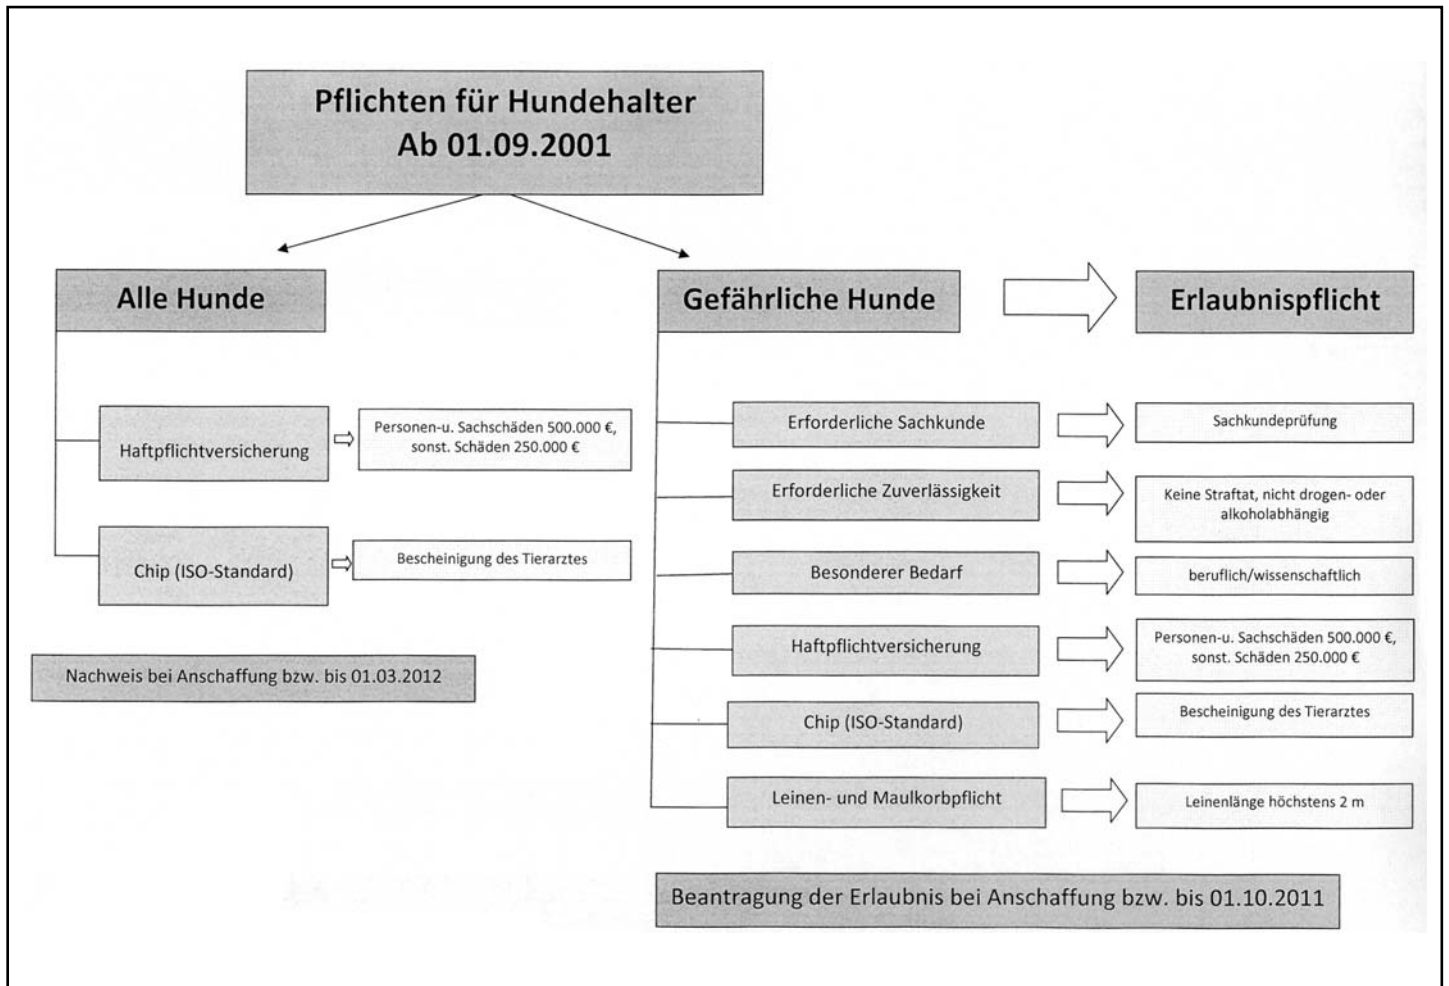 Pflichten für Hundehalter
Ab 01.09.2001
Alle Hunde
Haftpflichtversicherung
Personen-u. Sachschäden 500.000 €,
sonst. Schäden 250.000 €
Chip (ISO-Standard)
Bescheinigung des Tierarztes
Nachweis bei Anschaffung bzw. bis 01.03.2012
Gefährliche Hunde
Erlaubnispflicht
Erforderliche Sachkunde
Sachkundeprüfung
Erforderliche Zuverlässigkeit
Keine Straftat, nicht drogen- oder
alkoholabhängig
Besonderer Bedarf
beruflich/wissenschaftlich
Haftpflichtversicherung
Personen-u. Sachschäden 500.000 €,
sonst. Schäden 250.000 €
Chip (ISO-Standard)
Bescheinigung des Tierarztes
Leinen- und Maulkorbpflicht
Leinenlänge höchstens 2 m
Beantragung der Erlaubnis bei Anschaffung bzw. bis 01.10.2011